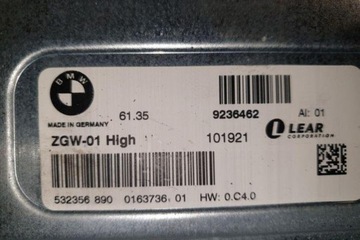 BMW
61.35 9236462 AI: 01
MADE IN GERMANY
ZGW-01 High 101921 LEAR
CORPORATION
532356 890 0163736 01 HW: 0.C4.0